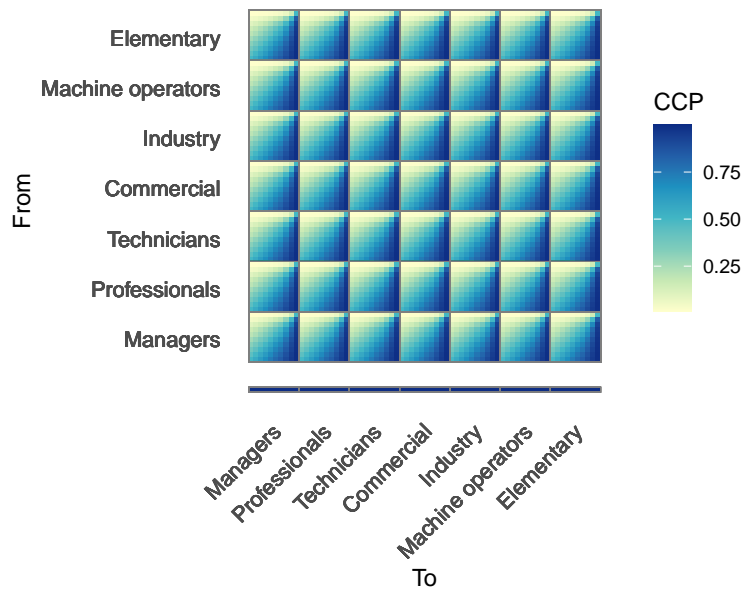 Elementary
Machine operators
Industry
Commercial
Technicians
Professionals
Managers
From
CCP
0.75
0.50
0.25
Managers
Professionals
Technicians
Commercial
Industry
Machine operators
Elementary
To